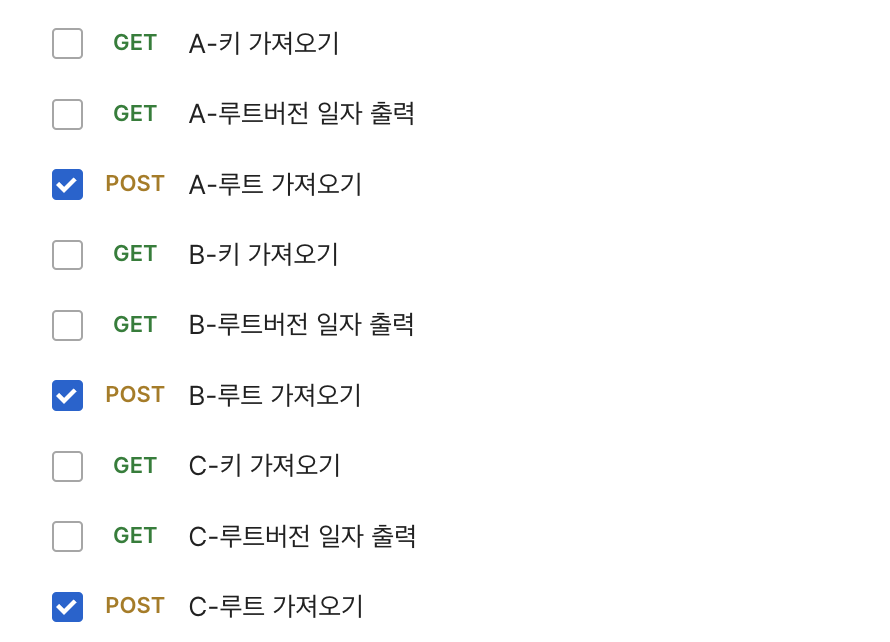 GET A-키 가져오기
GET A-루트버전 일자 출력
POST A-루트 가져오기
GET B-키 가져오기
GET B-루트버전 일자 출력
POST B-루트 가져오기
GET C-키 가져오기
GET C-루트버전 일자 출력
POST C-루트 가져오기